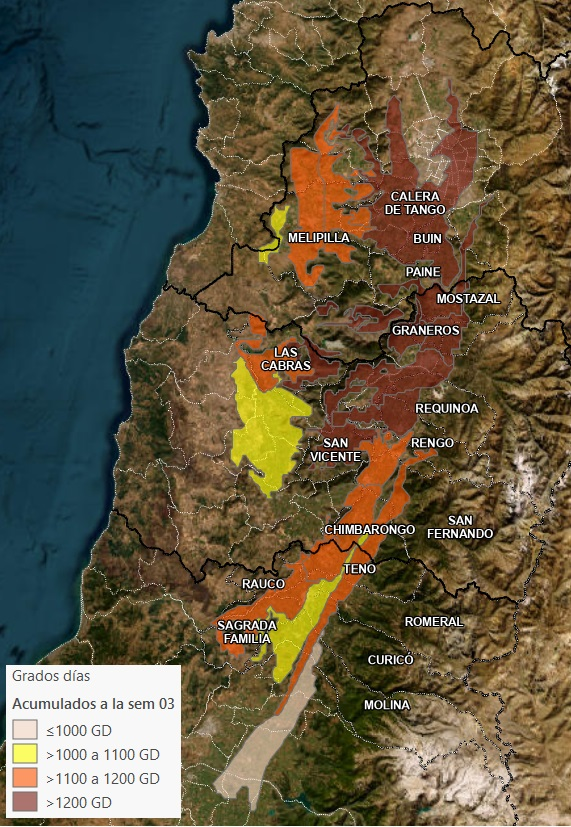 CALERA
DE TANGO
MELIPILLA
BUIN
PAINE
MOSTAZAL
GRANEROS
LAS
CABRAS
REQUINOA
SAN
VICENTE
RENGO
CHIMBARONGO
SAN
FERNANDO
TENO
RAUCO
SAGRADA
FAMILIA
ROMERAL
CURICÓ
MOLINA
Grados días
Acumulados a la sem 03
≤1000 GD
>1000 a 1100 GD
>1100 a 1200 GD
>1200 GD